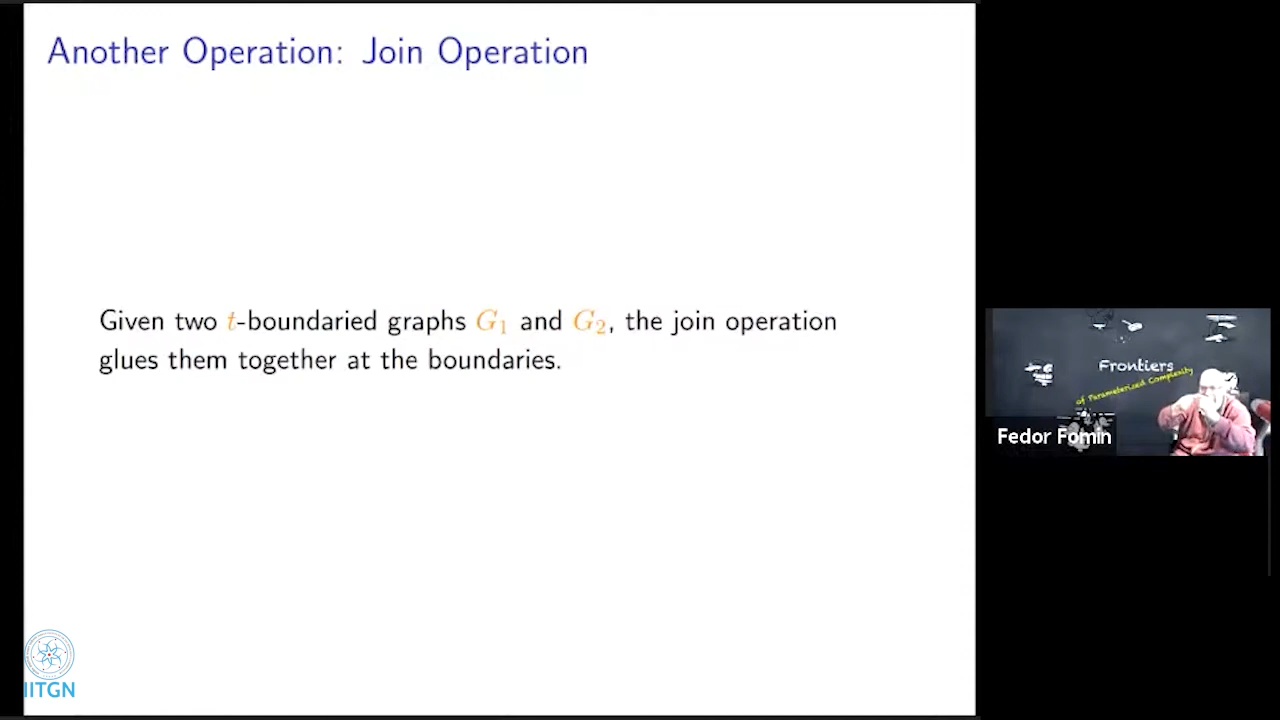 Another Operation: Join Operation
Given two t-boundaried graphs G₁ and G₂, the join operation
glues them together at the boundaries.
Frontiers
of Parameterized Complexity
Fedor Fomin
IITGN